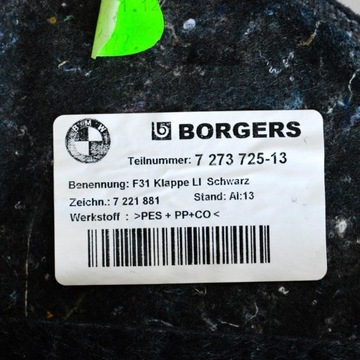 BMW
BORGERS
Teilnummer: 7 273 725-13
Benennung: F31 Klappe LI Schwarz
Zeichn.: 7 221 881 Stand: AI:13
Werkstoff : >PES + PP+CO<